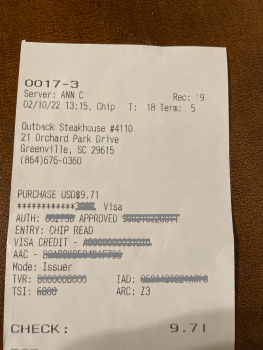 0017-3
Server: ANN C Rec: 19
02/10/22 13:15, Chip T: 18 Term: 5
Outback Steakhouse #4110
21 Orchard Park Drive
Greenville, SC 29615
(864)676-0360
PURCHASE USD$9.71
************ Visa
AUTH: APPROVED
ENTRY: CHIP READ
VISA CREDIT -
AAC -
Mode: Issuer
TVR: IAD:
TSI: ARC: Z3
CHECK: 9.71